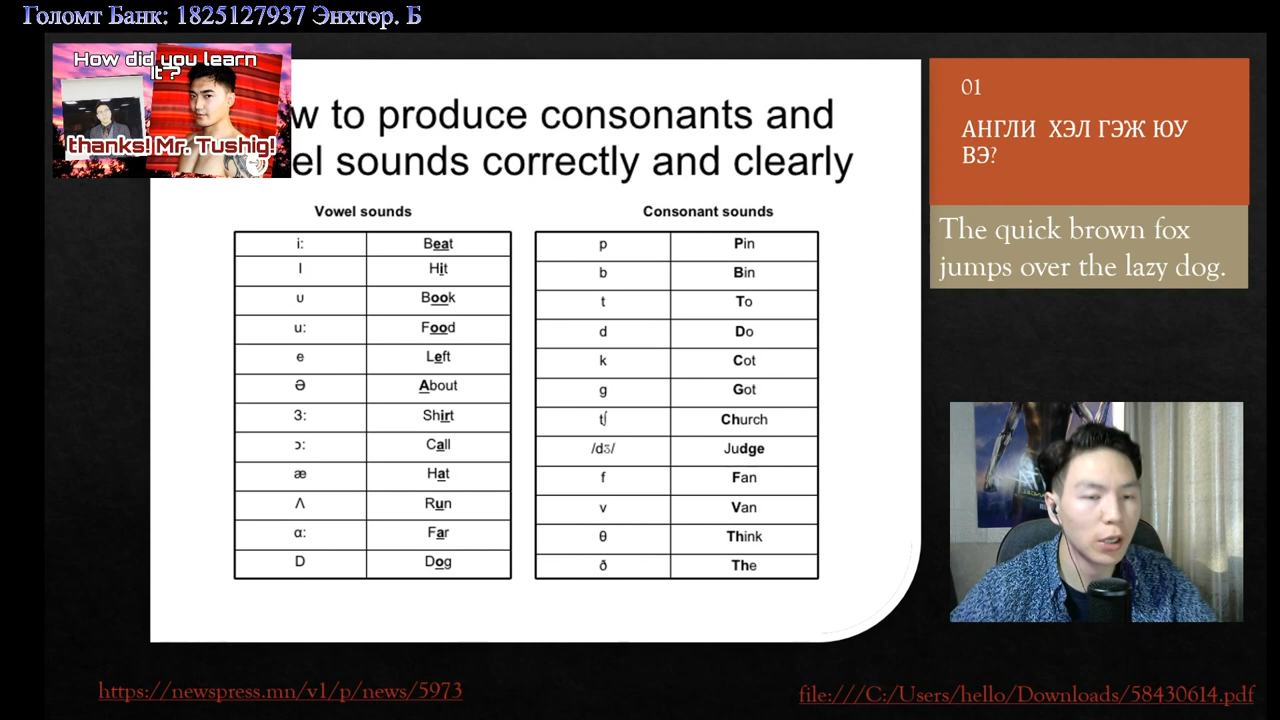 Голомт Банк: 1825127937 Энхтөр. Б
How did you learn
It ?
thanks! Mr. Tushig!
w to produce consonants and
el sounds correctly and clearly
Vowel sounds
i: Beat
I Hit
ʊ Book
u: Food
e Left
Ə About
3: Shirt
ɔ: Call
æ Hat
Λ Run
ɑ: Far
D Dog
Consonant sounds
p Pin
b Bin
t To
d Do
k Cot
g Got
tʃ Church
/dʒ/ Judge
f Fan
v Van
θ Think
ð The
01
АНГЛИ ХЭЛ ГЭЖ ЮУ
ВЭ?
The quick brown fox
jumps over the lazy dog.
https://newspress.mn/v1/p/news/5973
file:///C:/Users/hello/Downloads/58430614.pdf